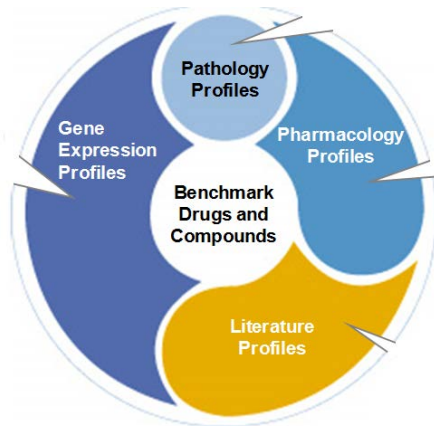 Pathology
Profiles
Gene
Expression
Profiles
Pharmacology
Profiles
Benchmark
Drugs and
Compounds
Literature
Profiles